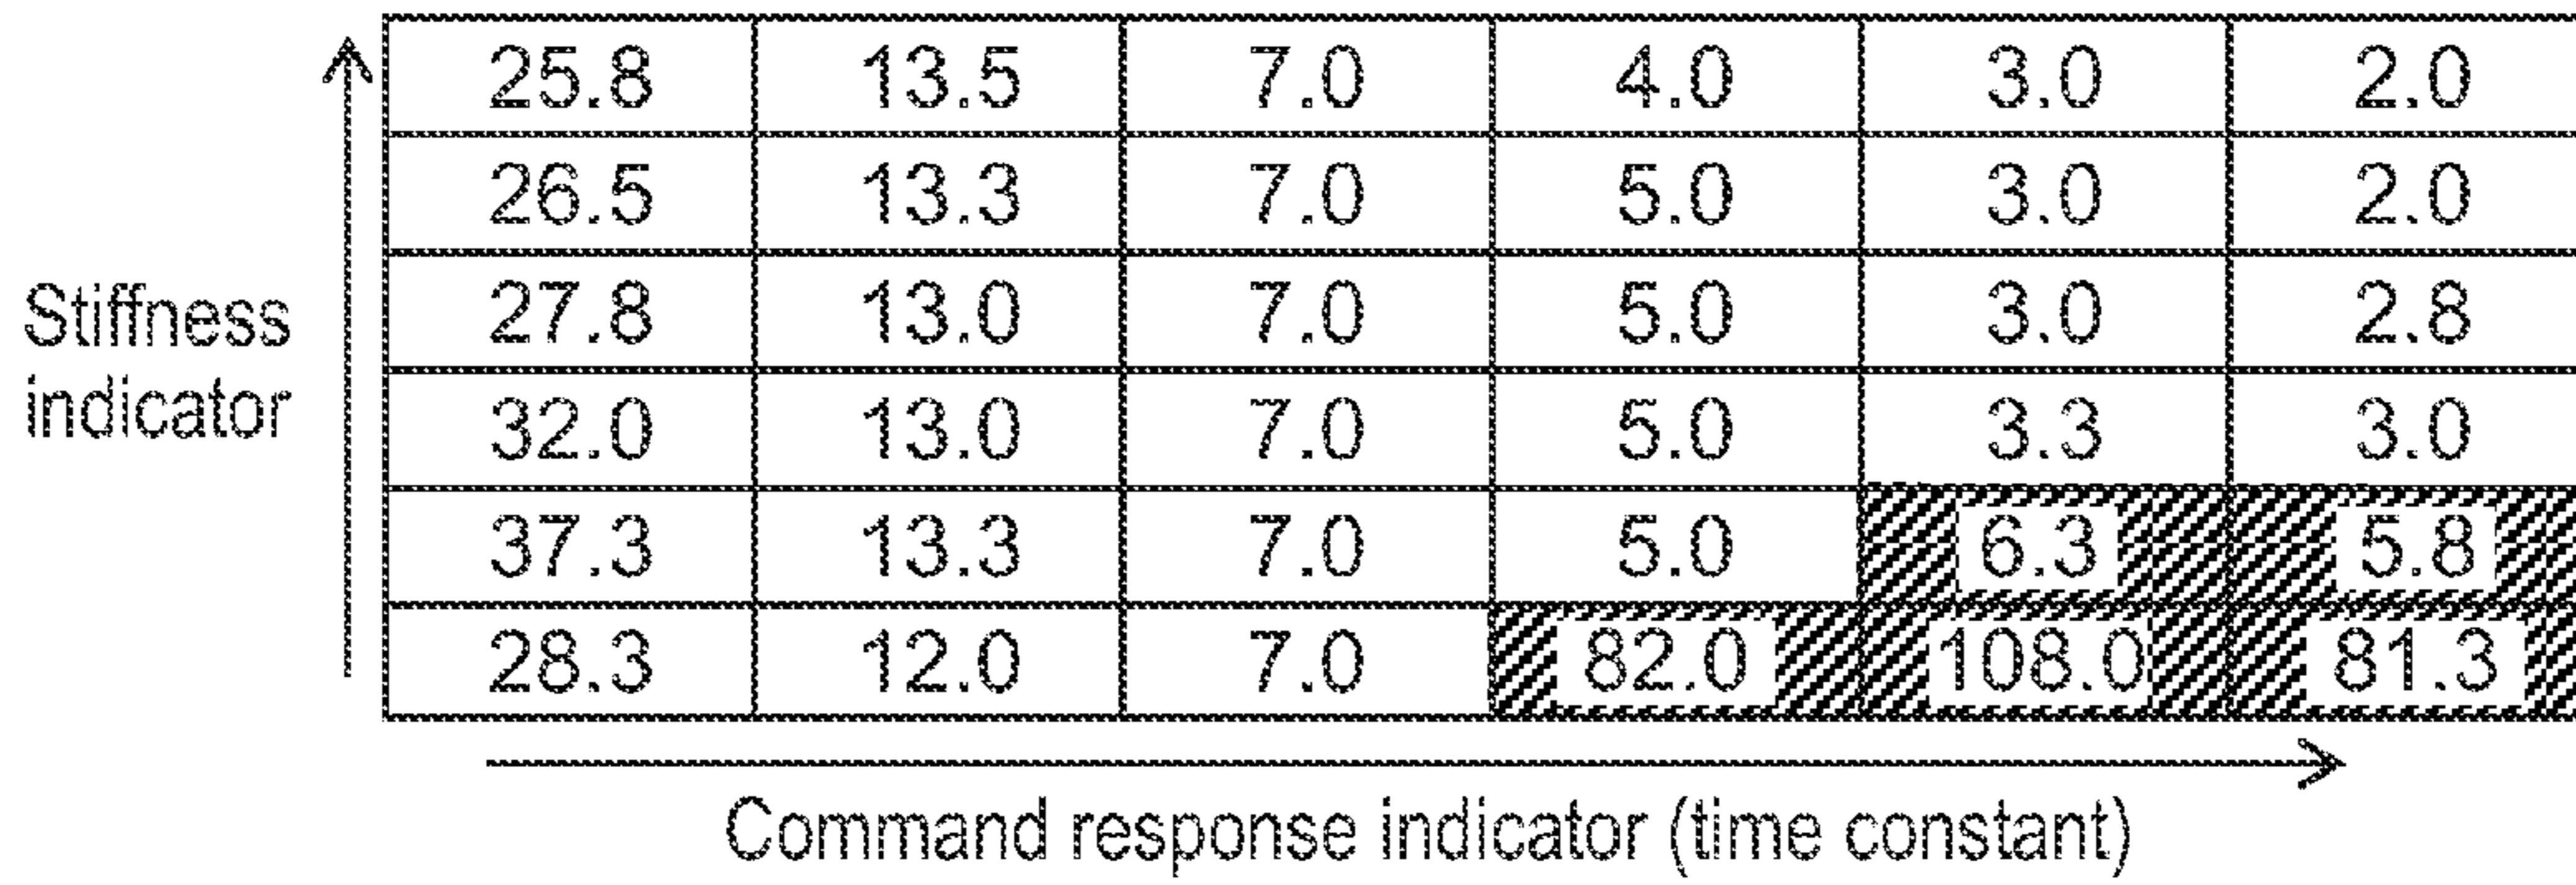 25.8 13.5 7.0 4.0 3.0 2.0
26.5 13.3 7.0 5.0 3.0 2.0
Stiffness
indicator
27.8 13.0 7.0 5.0 3.0 2.8
32.0 13.0 7.0 5.0 3.3 3.0
37.3 13.3 7.0 5.0 6.3 5.8
28.3 12.0 7.0 82.0 108.0 81.3
Command response indicator (time constant)